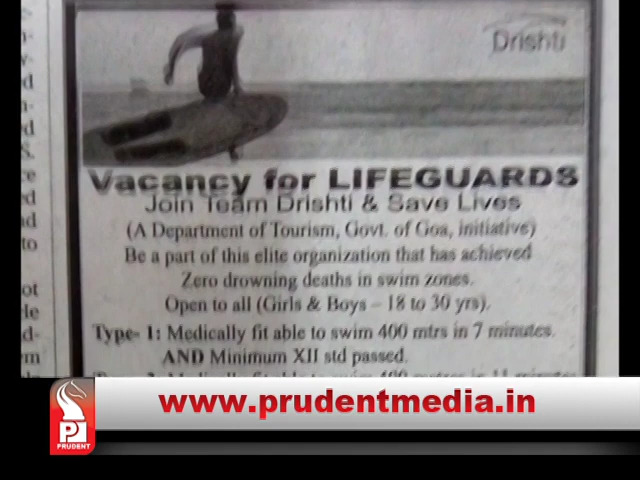 Drishti
Vacancy for LIFEGUARDS
Join Team Drishti & Save Lives
(A Department of Tourism, Govt. of Goa, initiative)
Be a part of this elite organization that has achieved
Zero drowning deaths in swim zones.
Open to all (Girls & Boys – 18 to 30 yrs).
Type- 1: Medically fit able to swim 400 mtrs in 7 minutes.
AND Minimum XII std passed.
www.prudentmedia.in
PRUDENT